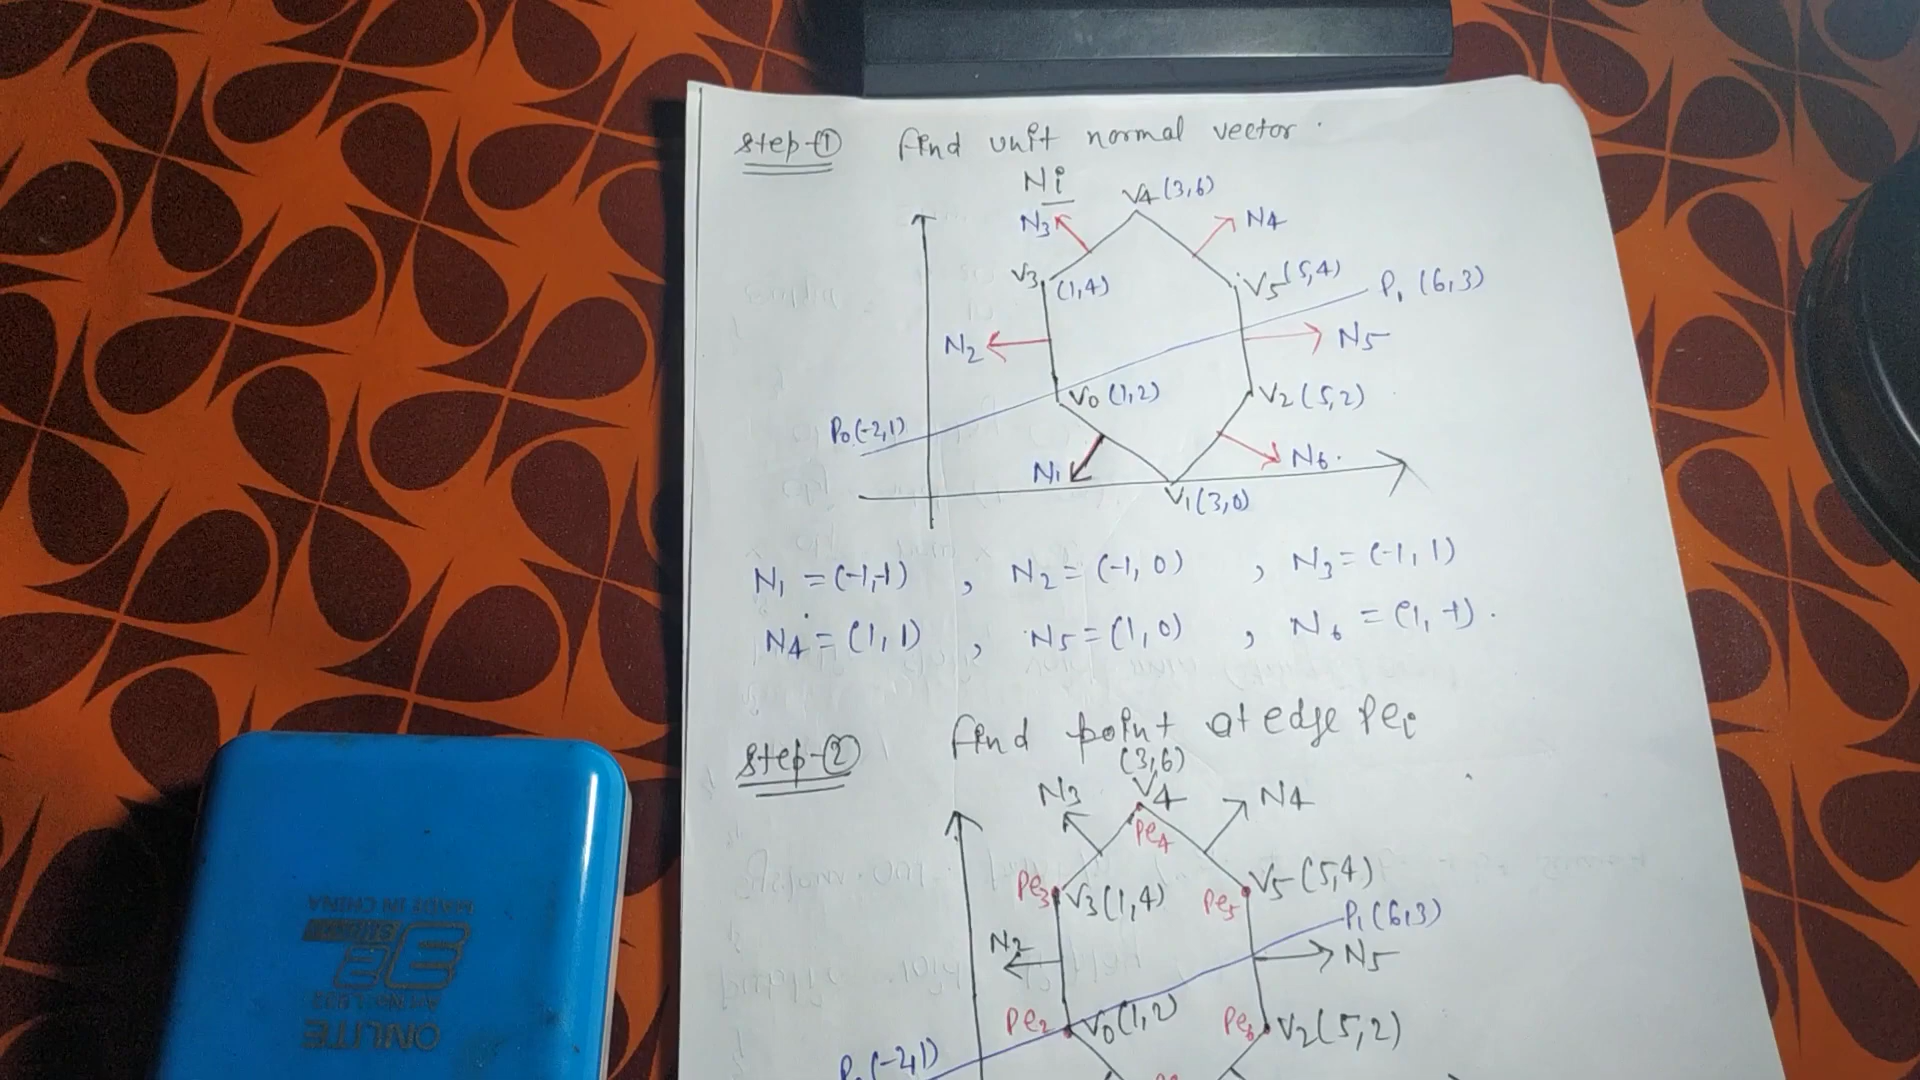 Step-① Find unit normal vector.
Ni
V4 (3,6)
N3
N4
V3
(1,4)
V5 (5,4)
P1 (6,3)
N2
N5
V0 (1,2)
V2 (5,2)
P0 (-2,1)
N1
N6.
V1 (3,0)
N1 = (-1,-1) , N2 = (-1, 0) , N3 = (-1, 1)
N4 = (1, 1) , N5 = (1, 0) , N6 = (1, -1).
Step-② Find point at edge Pei
(3,6)
N3
V4
N4
Pe4
Pe3
V3 (1,4)
Pe5
V5 (5,4)
P1 (6,3)
N2
N5
Pe2
V0 (1,2)
Pe6
V2 (5,2)
P0 (-2,1)
MADE IN CHINA
ONLITE